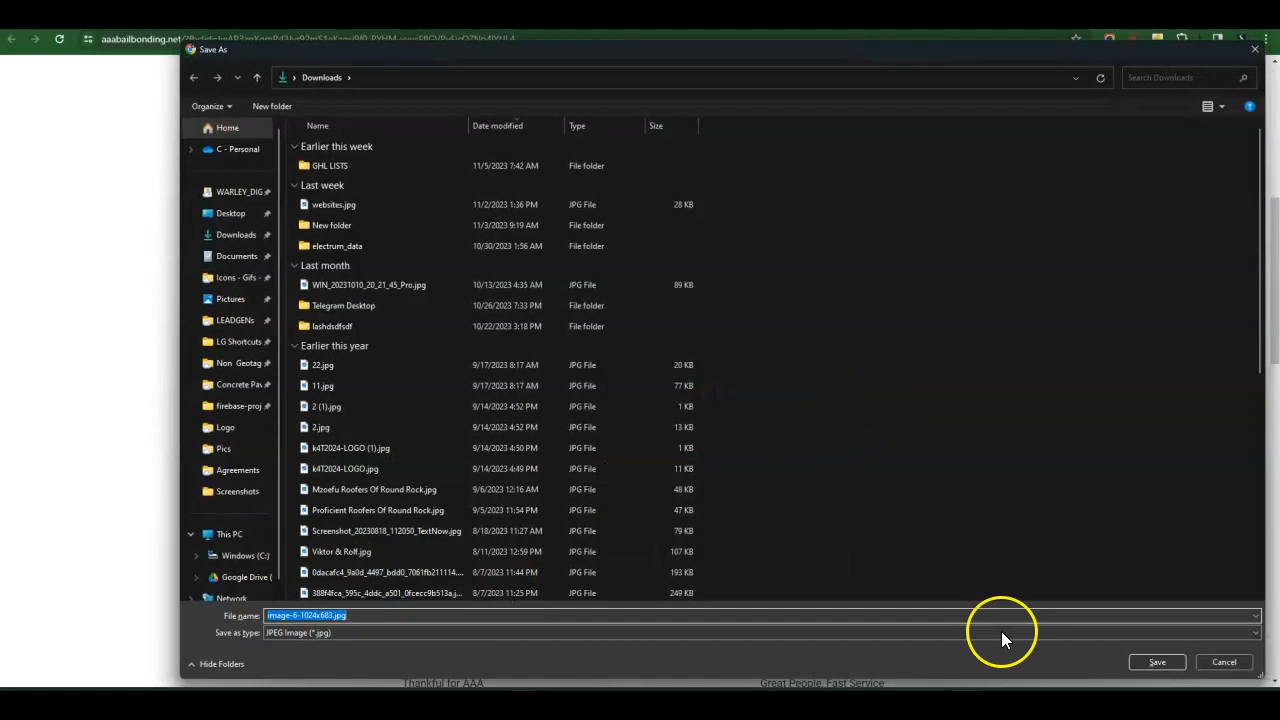 aaabailbonding.net
Save As
Downloads
Search Downloads
Organize
New folder
Home
C - Personal
WARLEY_DIG
Desktop
Downloads
Documents
Icons - Gifs -
Pictures
LEADGENs
LG Shortcuts
Non Geotag
Concrete Pav
firebase-proj
Logo
Pics
Agreements
Screenshots
This PC
Windows (C:)
Google Drive (
Network
Name Date modified Type Size
Earlier this week
GHL LISTS 11/5/2023 7:42 AM File folder
Last week
websites.jpg 11/2/2023 1:36 PM JPG File 28 KB
New folder 11/3/2023 9:19 AM File folder
electrum_data 10/30/2023 1:56 AM File folder
Last month
WIN_20231010_20_21_45_Pro.jpg 10/13/2023 4:35 AM JPG File 89 KB
Telegram Desktop 10/26/2023 7:33 PM File folder
lashdsdfsdf 10/22/2023 3:18 PM File folder
Earlier this year
22.jpg 9/17/2023 8:17 AM JPG File 20 KB
11.jpg 9/17/2023 8:17 AM JPG File 77 KB
2 (1).jpg 9/14/2023 4:52 PM JPG File 1 KB
2.jpg 9/14/2023 4:52 PM JPG File 13 KB
k4T2024-LOGO (1).jpg 9/14/2023 4:50 PM JPG File 1 KB
k4T2024-LOGO.jpg 9/14/2023 4:49 PM JPG File 11 KB
Mzoefu Roofers Of Round Rock.jpg 9/6/2023 12:16 AM JPG File 48 KB
Proficient Roofers Of Round Rock.jpg 9/5/2023 11:54 PM JPG File 47 KB
Screenshot_20230818_112050_TextNow.jpg 8/18/2023 11:27 AM JPG File 79 KB
Viktor & Rolf.jpg 8/11/2023 12:59 PM JPG File 107 KB
0dacafc4_9a0d_4497_bdd0_7061fb211114.... 8/7/2023 11:44 PM JPG File 193 KB
388f4fca_595c_4ddc_a501_0fcecc9b513a.j... 8/7/2023 11:25 PM JPG File 249 KB
File name: image-6-1024x683.jpg
Save as type: JPEG Image (*.jpg)
Hide Folders
Save
Cancel
Thankful for AAA
Great People, Fast Service